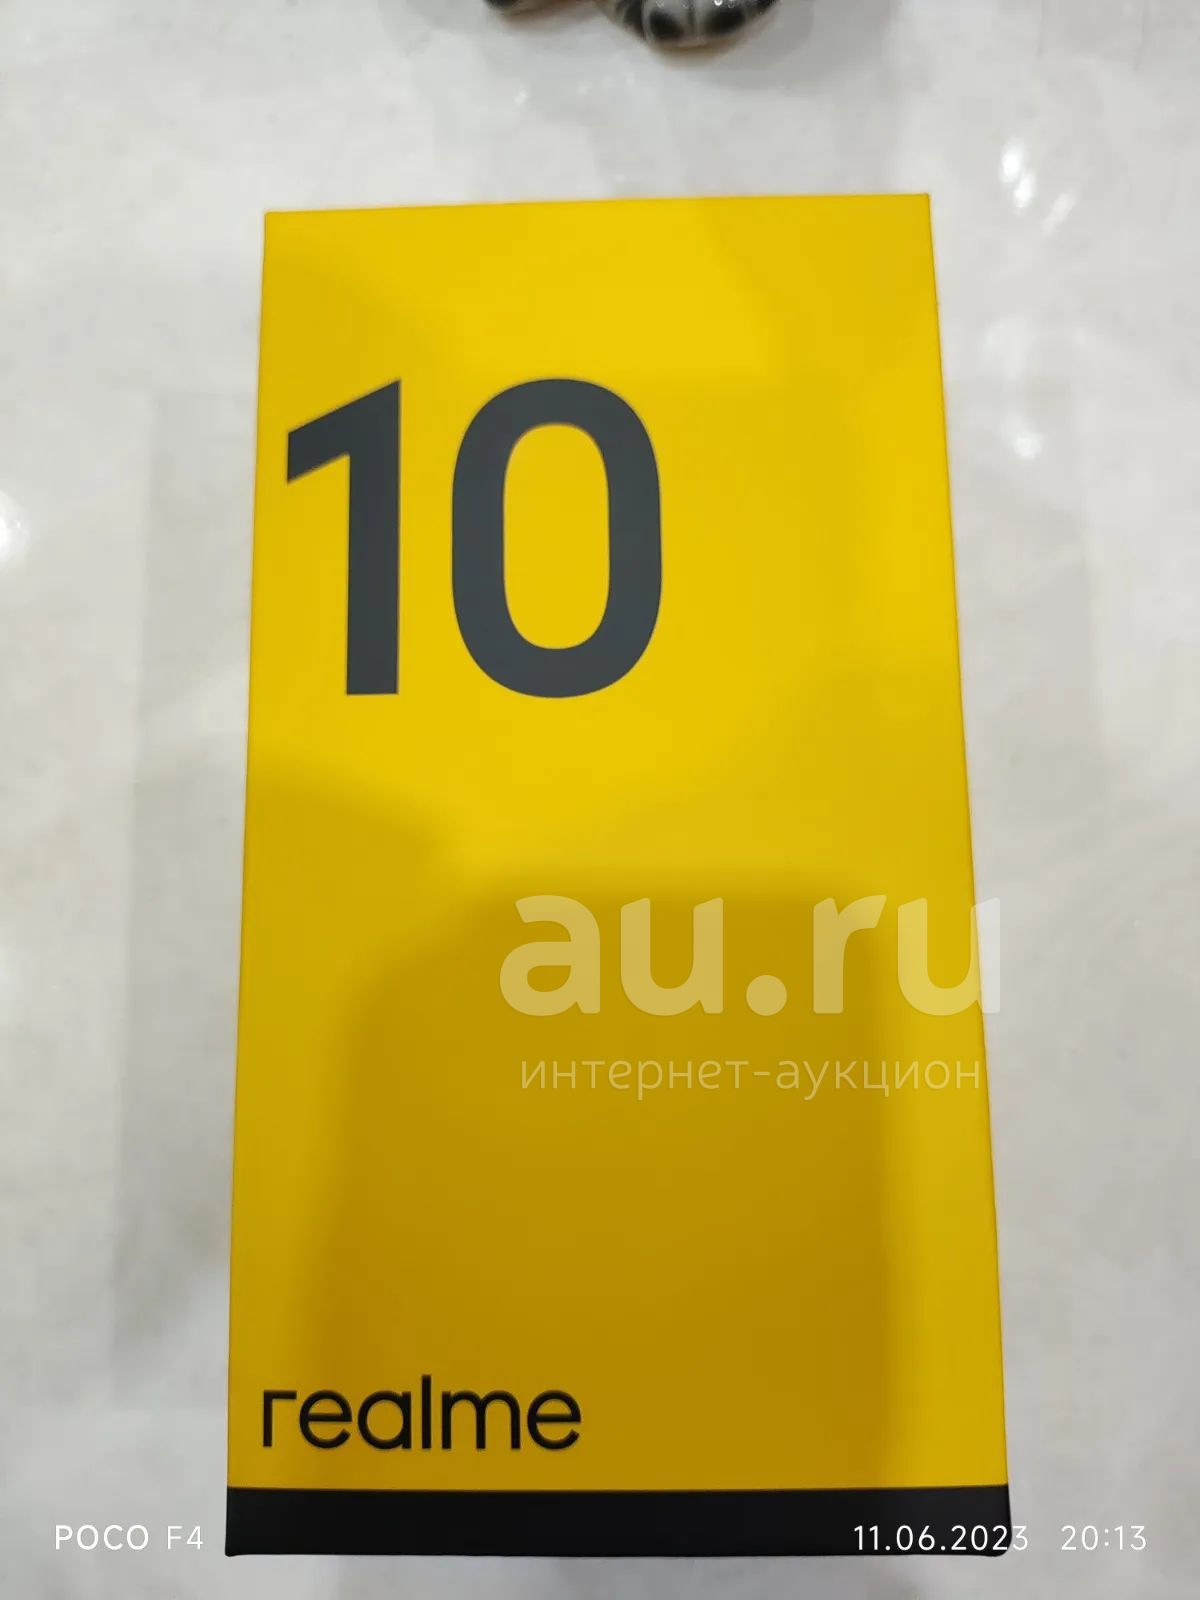 10
au.ru
интернет-аукцион
realme
POCO F4
11.06.2023 20:13